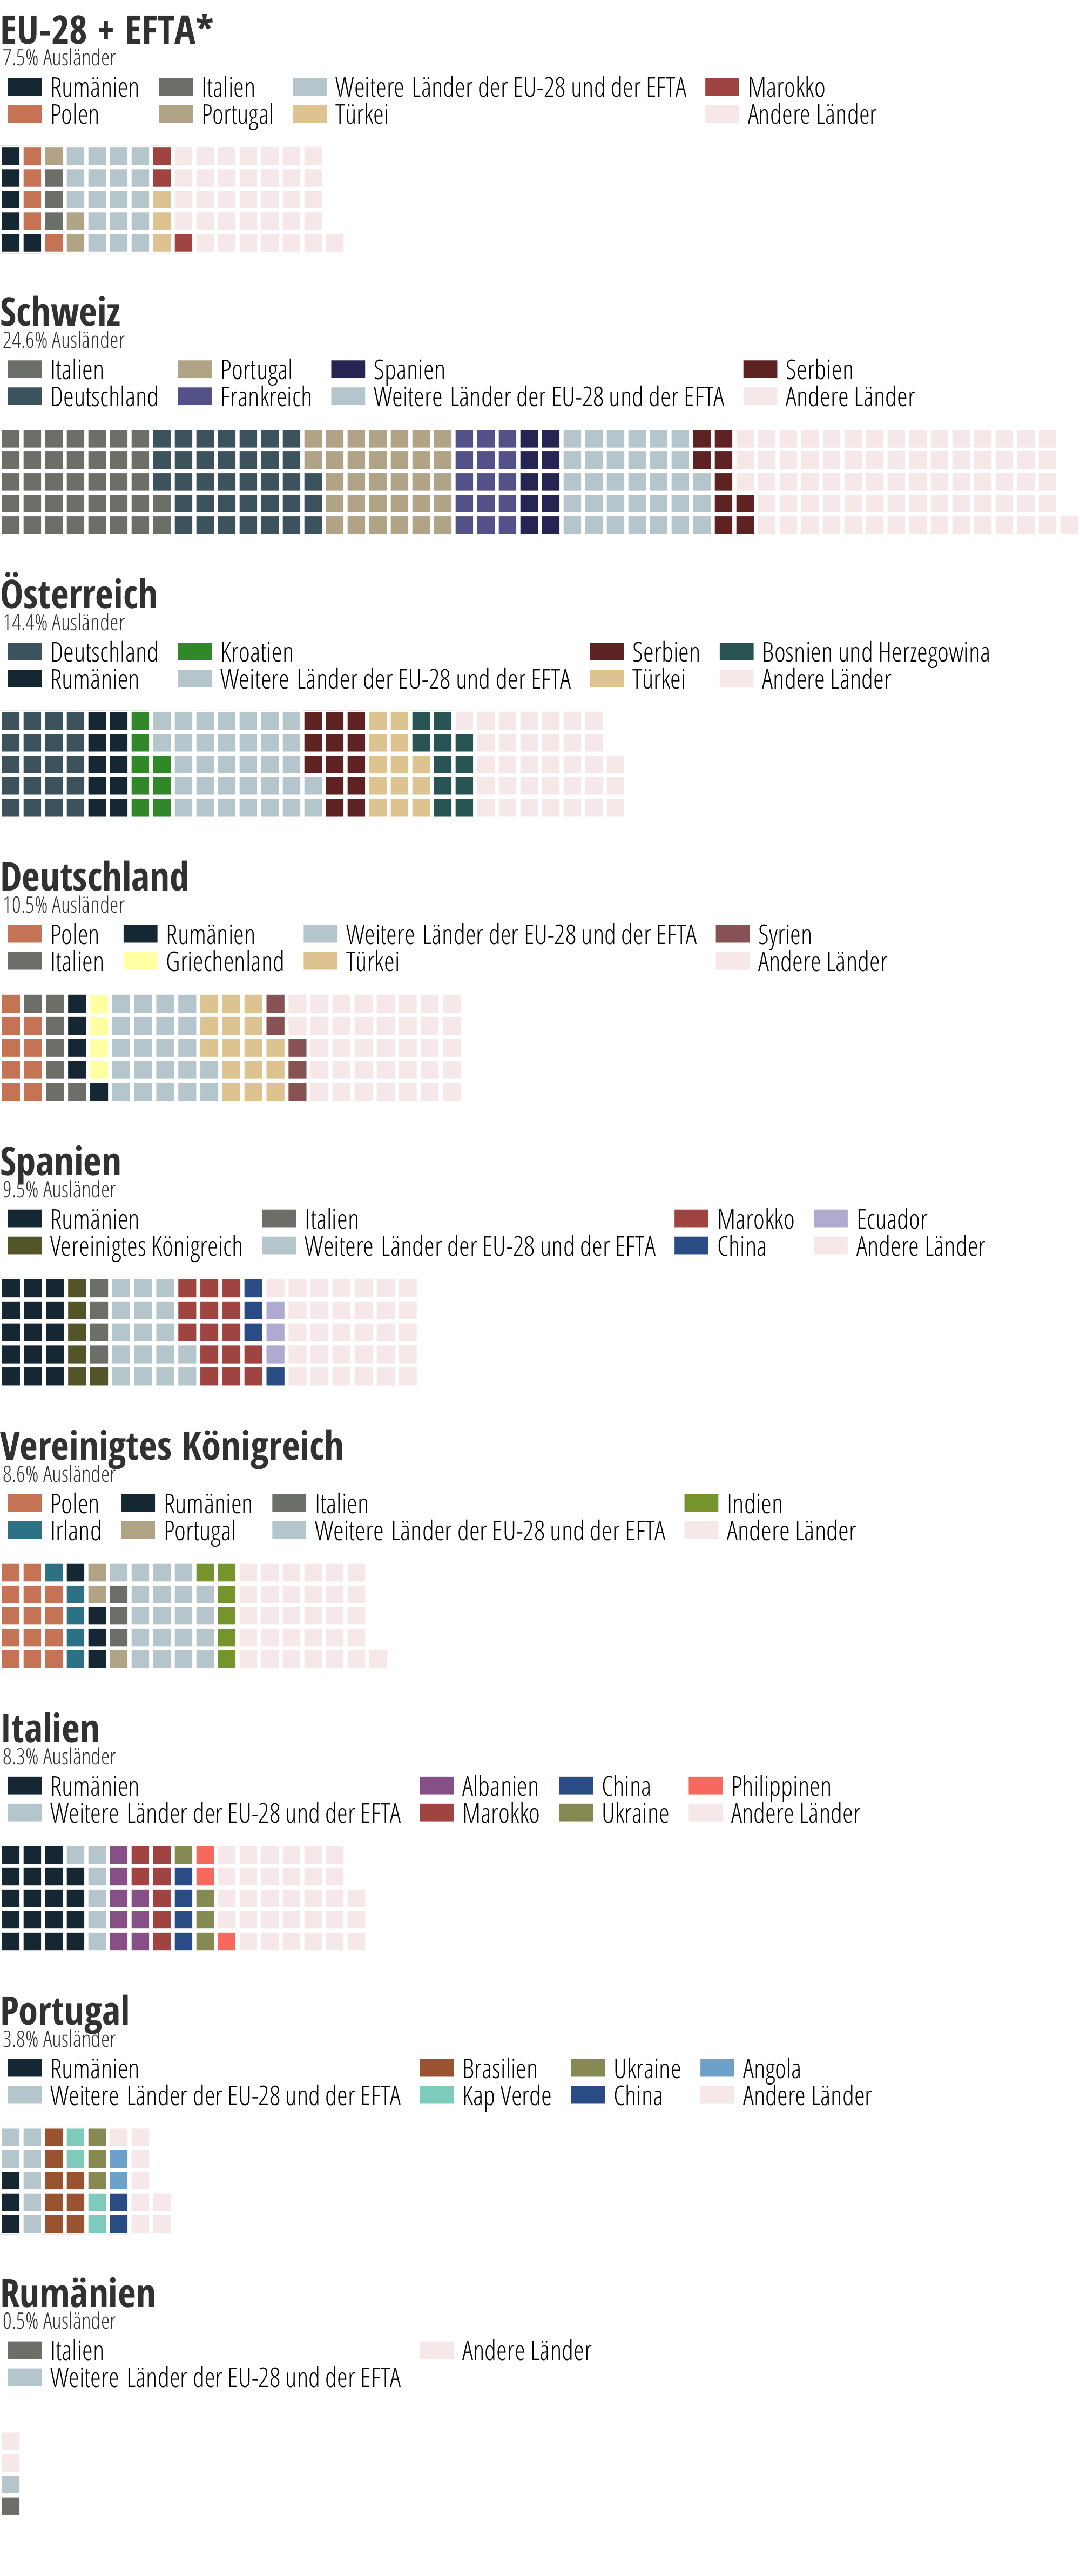 EU-28 + EFTA*
7.5% Ausländer
Rumänien Italien Weitere Länder der EU-28 und der EFTA Marokko
Polen Portugal Türkei Andere Länder
Schweiz
24.6% Ausländer
Italien Portugal Spanien Serbien
Deutschland Frankreich Weitere Länder der EU-28 und der EFTA Andere Länder
Österreich
14.4% Ausländer
Deutschland Kroatien Serbien Bosnien und Herzegowina
Rumänien Weitere Länder der EU-28 und der EFTA Türkei Andere Länder
Deutschland
10.5% Ausländer
Polen Rumänien Weitere Länder der EU-28 und der EFTA Syrien
Italien Griechenland Türkei Andere Länder
Spanien
9.5% Ausländer
Rumänien Italien Marokko Ecuador
Vereinigtes Königreich Weitere Länder der EU-28 und der EFTA China Andere Länder
Vereinigtes Königreich
8.6% Ausländer
Polen Rumänien Italien Indien
Irland Portugal Weitere Länder der EU-28 und der EFTA Andere Länder
Italien
8.3% Ausländer
Rumänien Albanien China Philippinen
Weitere Länder der EU-28 und der EFTA Marokko Ukraine Andere Länder
Portugal
3.8% Ausländer
Rumänien Brasilien Ukraine Angola
Weitere Länder der EU-28 und der EFTA Kap Verde China Andere Länder
Rumänien
0.5% Ausländer
Italien Andere Länder
Weitere Länder der EU-28 und der EFTA